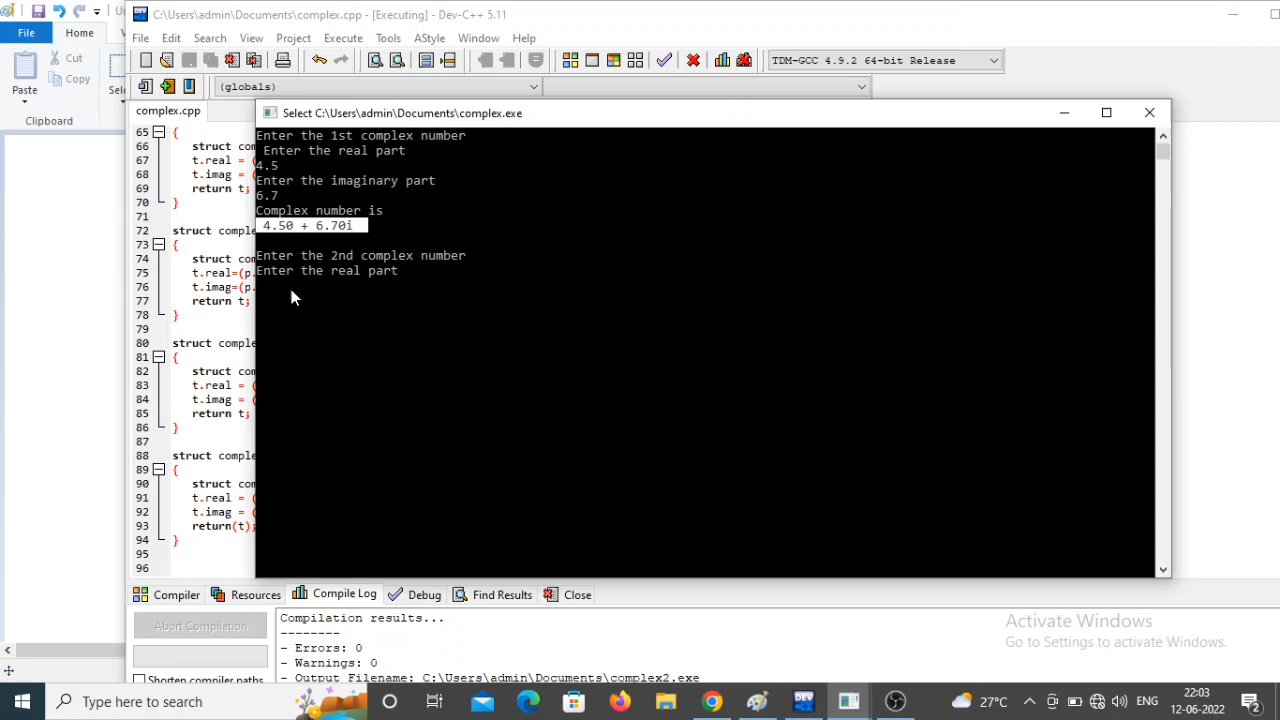 C:\Users\admin\Documents\complex.cpp - [Executing] - Dev-C++ 5.11
File Home
File Edit Search View Project Execute Tools AStyle Window Help
Cut
Copy
Paste
Clipboard
TDM-GCC 4.9.2 64-bit Release
(globals)
complex.cpp
Select C:\Users\admin\Documents\complex.exe
Enter the 1st complex number
Enter the real part
4.5
Enter the imaginary part
6.7
Complex number is
4.50 + 6.70i
Enter the 2nd complex number
Enter the real part
65 {
66 struct com
67 t.real = (
68 t.imag = (
69 return t;
70 }
71
72 struct comple
73 {
74 struct com
75 t.real=(p.
76 t.imag=(p.
77 return t;
78 }
79
80 struct comple
81 {
82 struct com
83 t.real = (
84 t.imag = (
85 return t;
86 }
87
88 struct comple
89 {
90 struct com
91 t.real = (
92 t.imag = (
93 return(t);
94 }
95
96
Compiler Resources Compile Log Debug Find Results Close
Abort Compilation
Shorten compiler paths
Compilation results...
--------
- Errors: 0
- Warnings: 0
- Output Filename: C:\Users\admin\Documents\complex2.exe
Activate Windows
Go to Settings to activate Windows.
Type here to search
DEV
27°C
ENG
22:03
12-06-2022
2